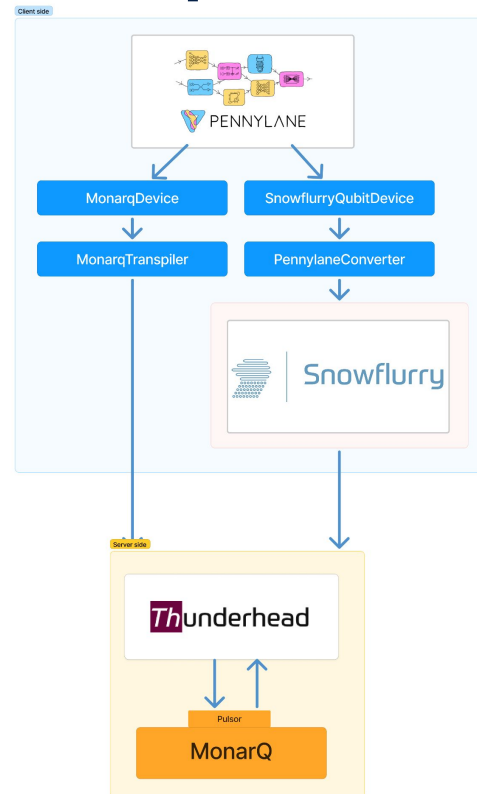 Client side
PENNYLANE
MonarqDevice
SnowflurryQubitDevice
MonarqTranspiler
PennylaneConverter
Snowflurry
Server side
Thunderhead
Pulsor
MonarQ